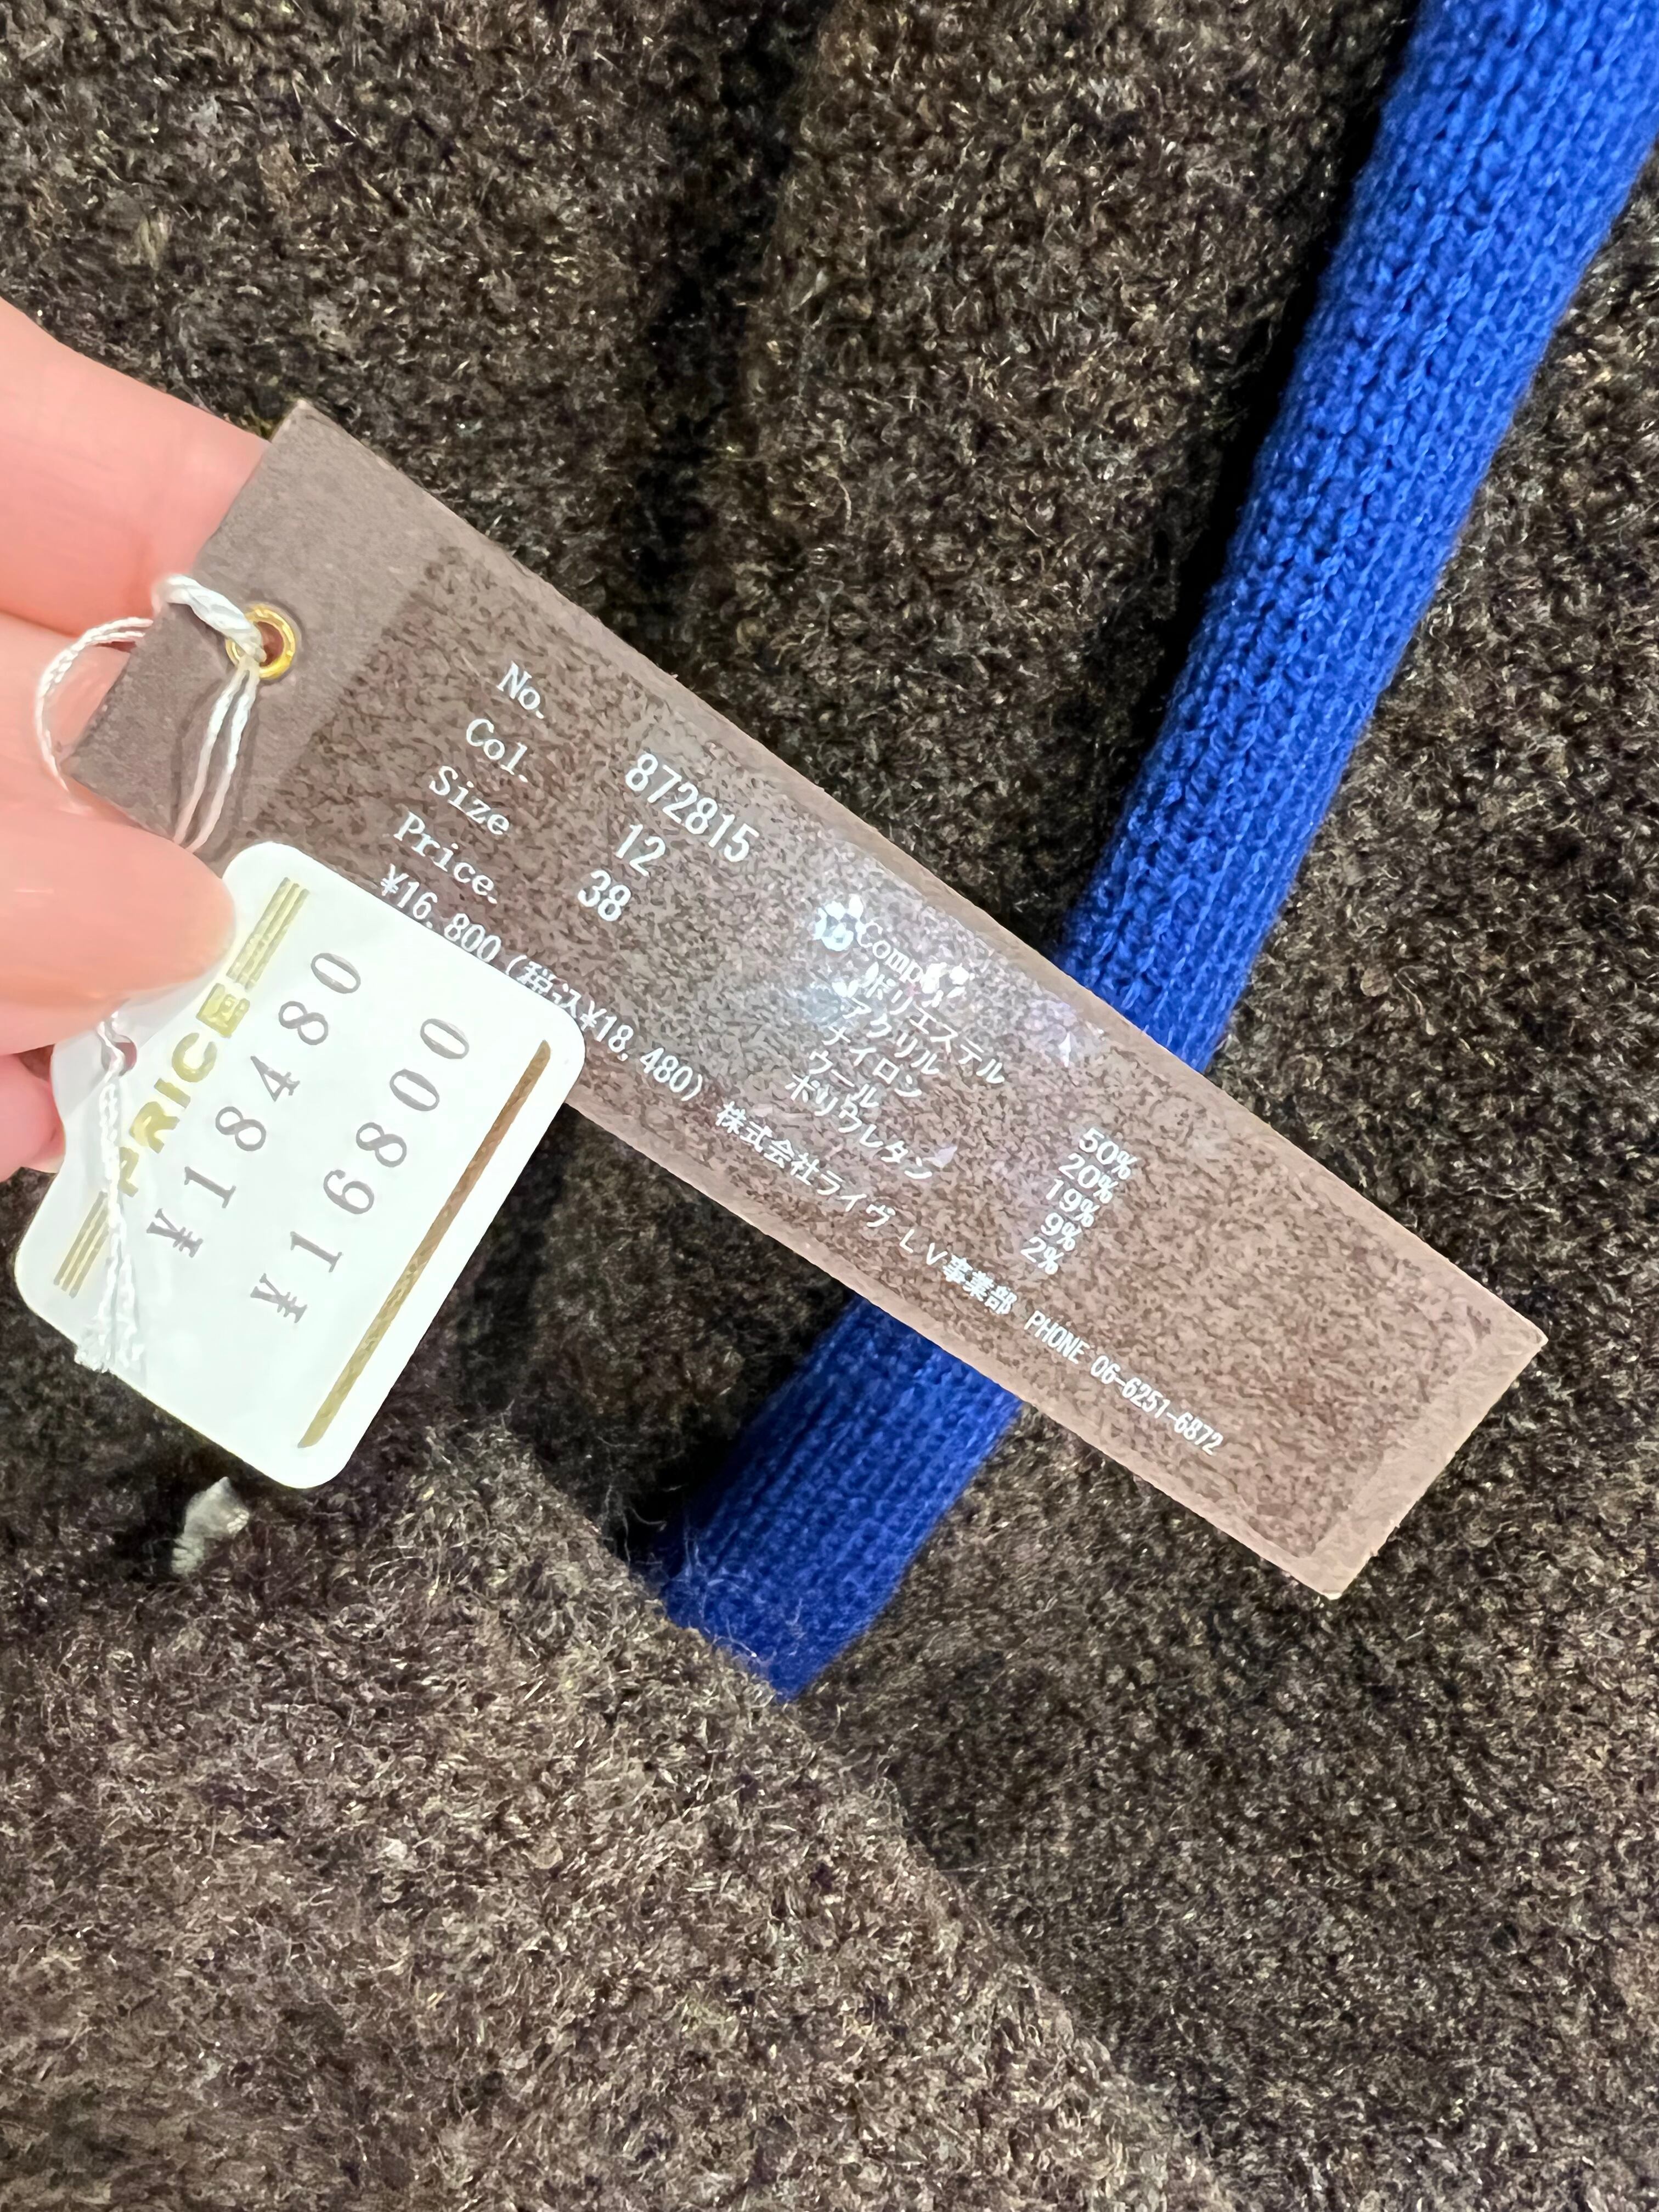 No. 872815
Col. 12
Size 38
Price.
¥16,800(税込¥18,480)
ポリエステル 50%
アクリル 20%
ナイロン 19%
ウール 9%
ポリウレタン 2%
株式会社ライヴ LV事業部 PHONE 06-6251-6872
PRICE
¥18480
¥16800